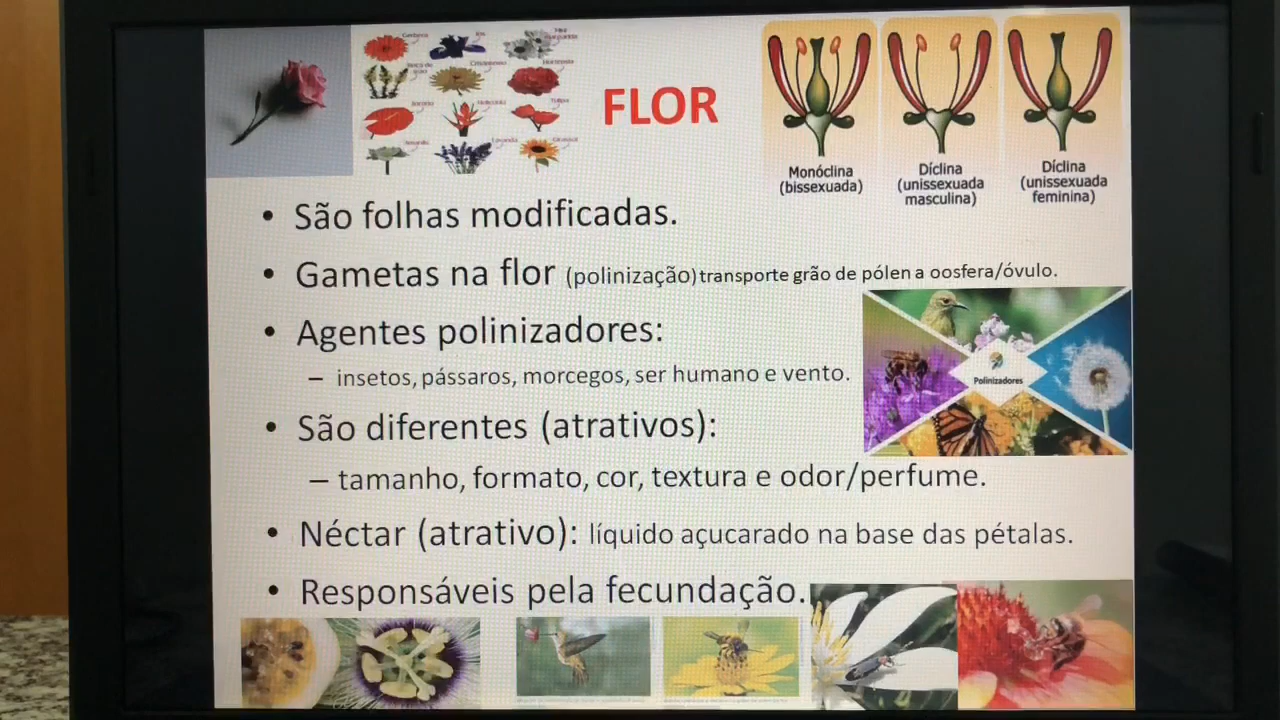 FLOR
Monóclina
(bissexuada)
Díclina
(unissexuada
masculina)
Díclina
(unissexuada
feminina)
• São folhas modificadas.
• Gametas na flor (polinização) transporte grão de pólen a oosfera/óvulo.
• Agentes polinizadores:
– insetos, pássaros, morcegos, ser humano e vento.
Polinizadores
• São diferentes (atrativos):
– tamanho, formato, cor, textura e odor/perfume.
• Néctar (atrativo): líquido açucarado na base das pétalas.
• Responsáveis pela fecundação.